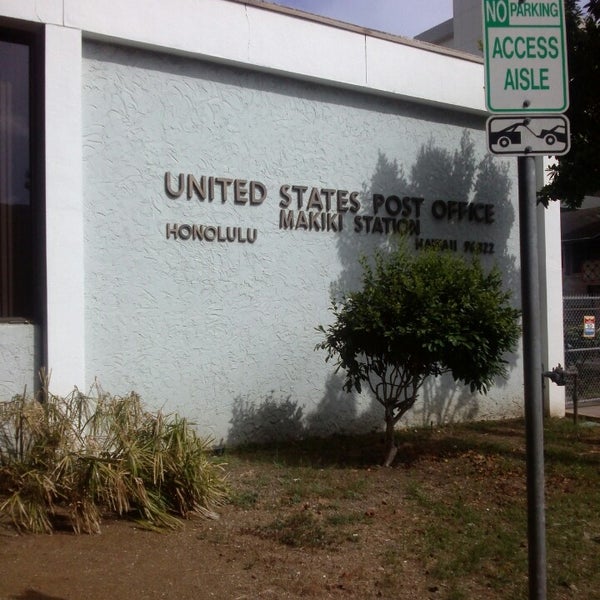 NO PARKING
ACCESS
AISLE
UNITED STATES POST OFFICE
MAKIKI STATION
HONOLULU
HAWAII 96822